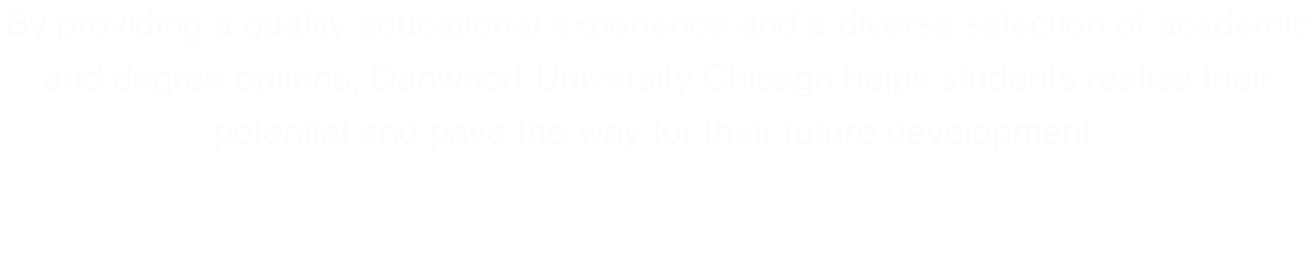 By providing a quality educational experience and a diverse selection of academic
and degree options, Danwood University Chicago helps students realize their
potential and pave the way for their future development.